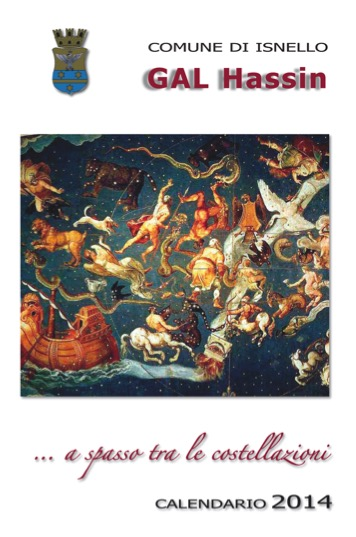 COMUNE DI ISNELLO
GAL Hassin
... a spasso tra le costellazioni
CALENDARIO 2014